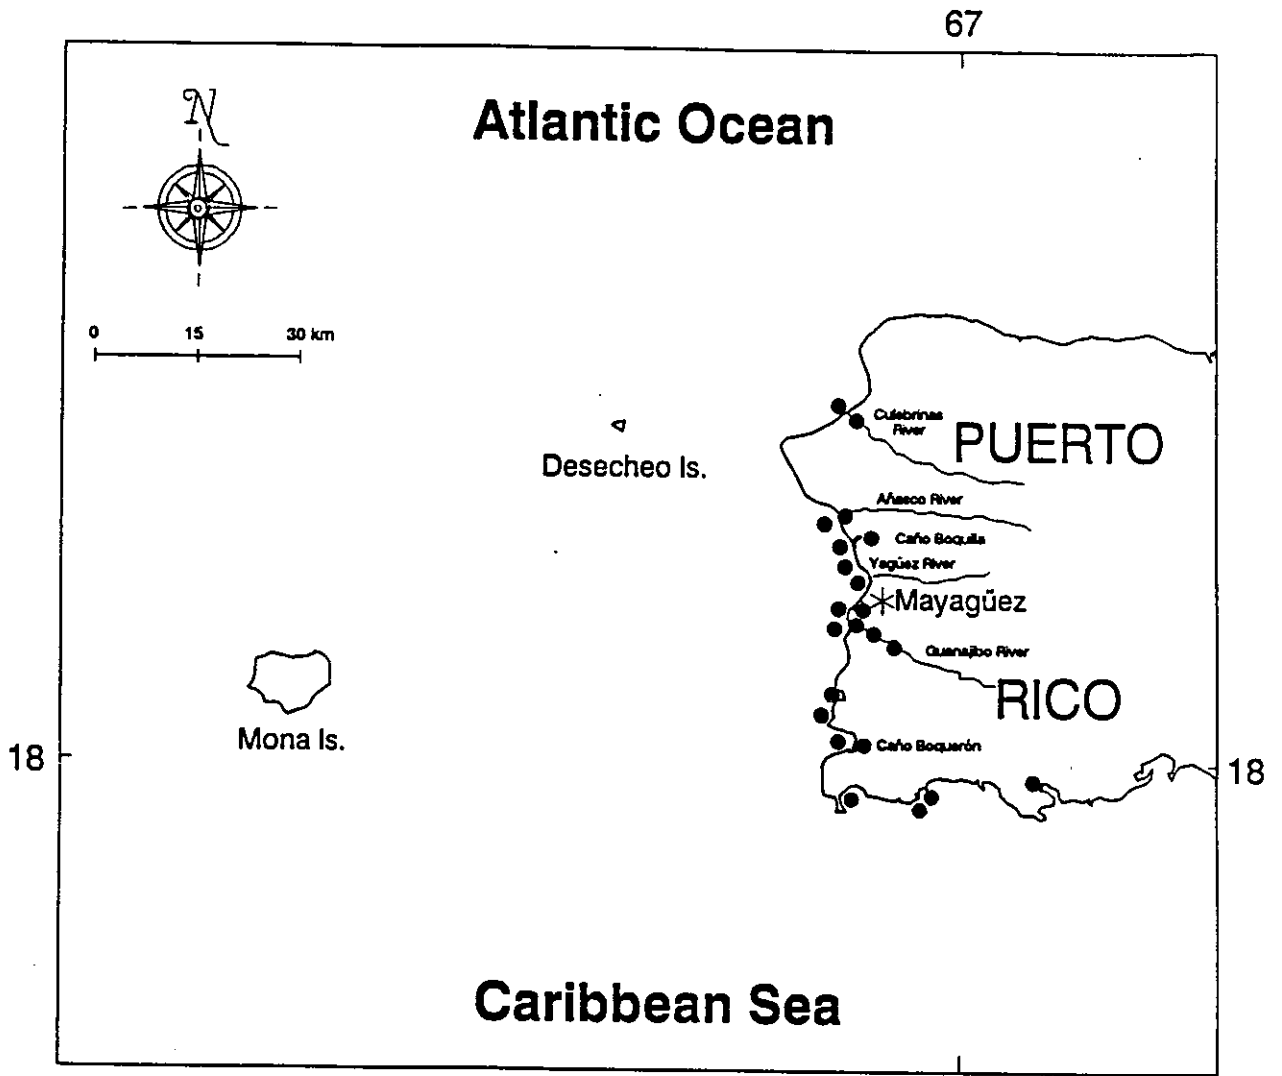 67
N
Atlantic Ocean
0 15 30 km
Culebrinas
River
PUERTO
Desecheo Is.
Añasco River
Caño Boquilla
Yagüez River
Mayagüez
Guanajibo River
RICO
Mona Is.
Caño Boquerón
18
18
Caribbean Sea